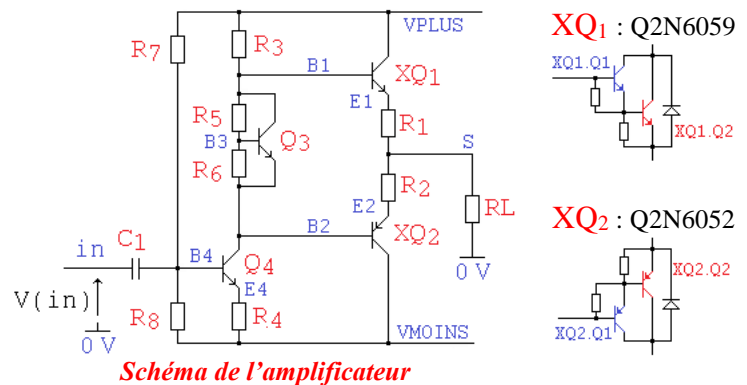 VPLUS
R7
R3
B1
XQ1
E1
R5
B3
Q3
R1
S
R6
R2
E2
RL
B2
XQ2
in
C1
B4
Q4
E4
0 V
V(in)
R8
R4
0 V
VMOINS
Schéma de l'amplificateur
XQ1 : Q2N6059
XQ1.Q1
XQ1.Q2
XQ2 : Q2N6052
XQ2.Q2
XQ2.Q1